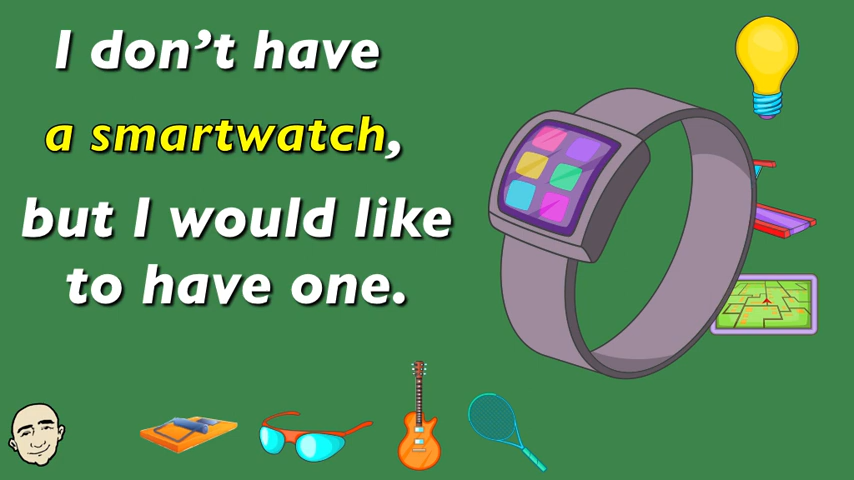 I don't have
a smartwatch,
but I would like
to have one.